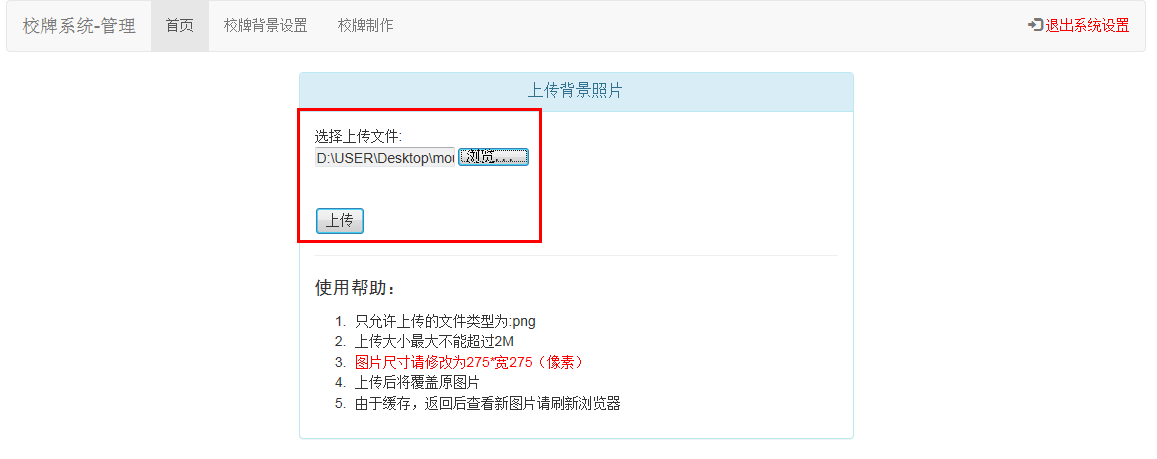 校牌系统-管理 首页 校牌背景设置 校牌制作 退出系统设置
上传背景照片
选择上传文件:
D:\USER\Desktop\mou 浏览...
上传
使用帮助：
1. 只允许上传的文件类型为:png
2. 上传大小最大不能超过2M
3. 图片尺寸请修改为275*宽275（像素）
4. 上传后将覆盖原图片
5. 由于缓存，返回后查看新图片请刷新浏览器